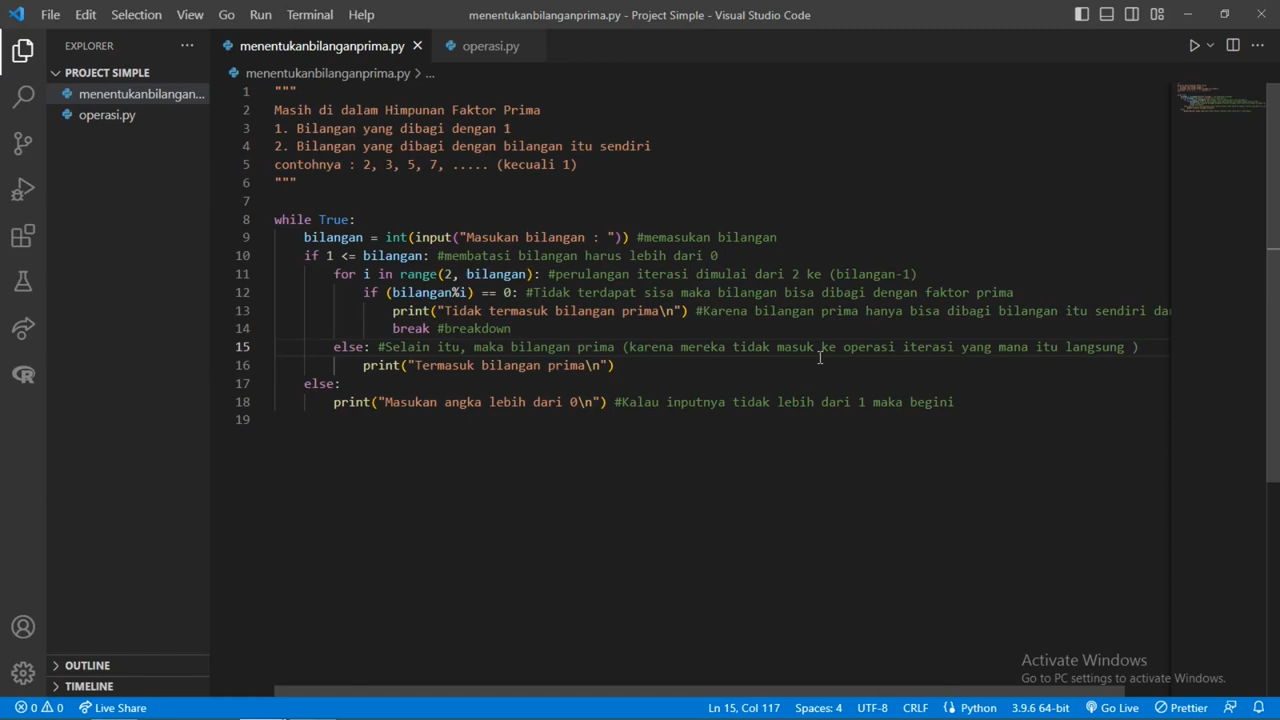 File Edit Selection View Go Run Terminal Help
menentukanbilanganprima.py - Project Simple - Visual Studio Code
EXPLORER
menentukanbilanganprima.py
operasi.py
PROJECT SIMPLE
menentukanbilanganprima.py > ...
menentukanbilangan...
operasi.py
1 """
2 Masih di dalam Himpunan Faktor Prima
3 1. Bilangan yang dibagi dengan 1
4 2. Bilangan yang dibagi dengan bilangan itu sendiri
5 contohnya : 2, 3, 5, 7, ..... (kecuali 1)
6 """
7
8 while True:
9 bilangan = int(input("Masukan bilangan : ")) #memasukan bilangan
10 if 1 <= bilangan: #membatasi bilangan harus lebih dari 0
11 for i in range(2, bilangan): #perulangan iterasi dimulai dari 2 ke (bilangan-1)
12 if (bilangan%i) == 0: #Tidak terdapat sisa maka bilangan bisa dibagi dengan faktor prima
13 print("Tidak termasuk bilangan prima\n") #Karena bilangan prima hanya bisa dibagi bilangan itu sendiri da
14 break #breakdown
15 else: #Selain itu, maka bilangan prima (karena mereka tidak masuk ke operasi iterasi yang mana itu langsung )
16 print("Termasuk bilangan prima\n")
17 else:
18 print("Masukan angka lebih dari 0\n") #Kalau inputnya tidak lebih dari 1 maka begini
19
Activate Windows
Go to PC settings to activate Windows.
OUTLINE
TIMELINE
0 0 Live Share Ln 15, Col 117 Spaces: 4 UTF-8 CRLF Python 3.9.6 64-bit Go Live Prettier